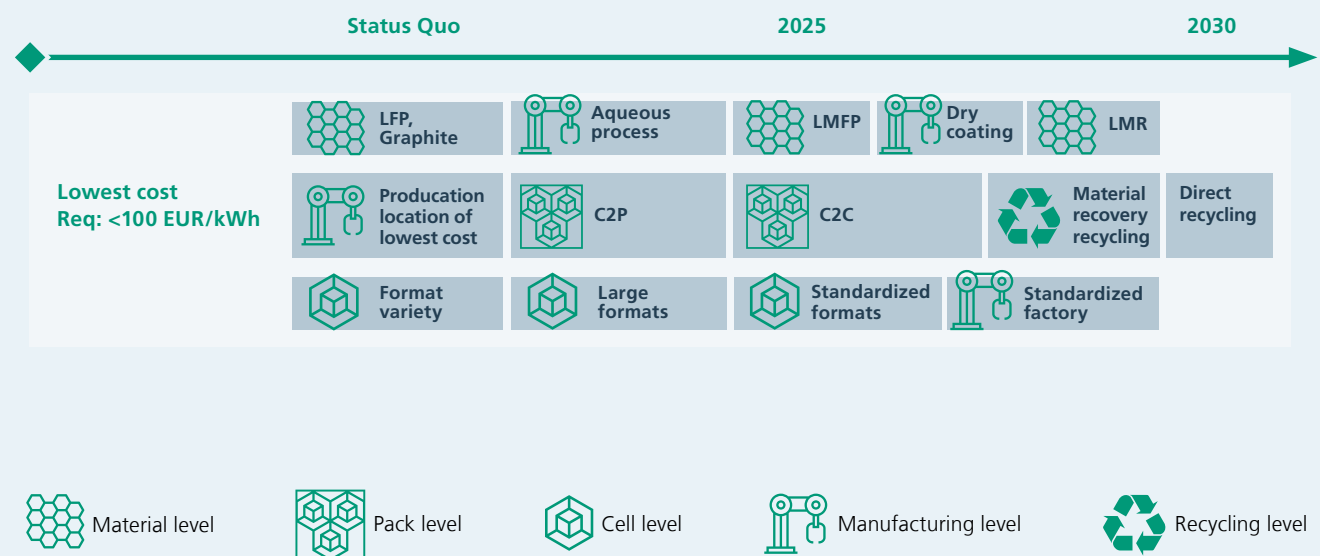 Status Quo
2025
2030
LFP,
Graphite
Aqueous
process
LMFP
Dry
coating
LMR
Lowest cost
Req: <100 EUR/kWh
Producation
location of
lowest cost
C2P
C2C
Material
recovery
recycling
Direct
recycling
Format
variety
Large
formats
Standardized
formats
Standardized
factory
Material level
Pack level
Cell level
Manufacturing level
Recycling level